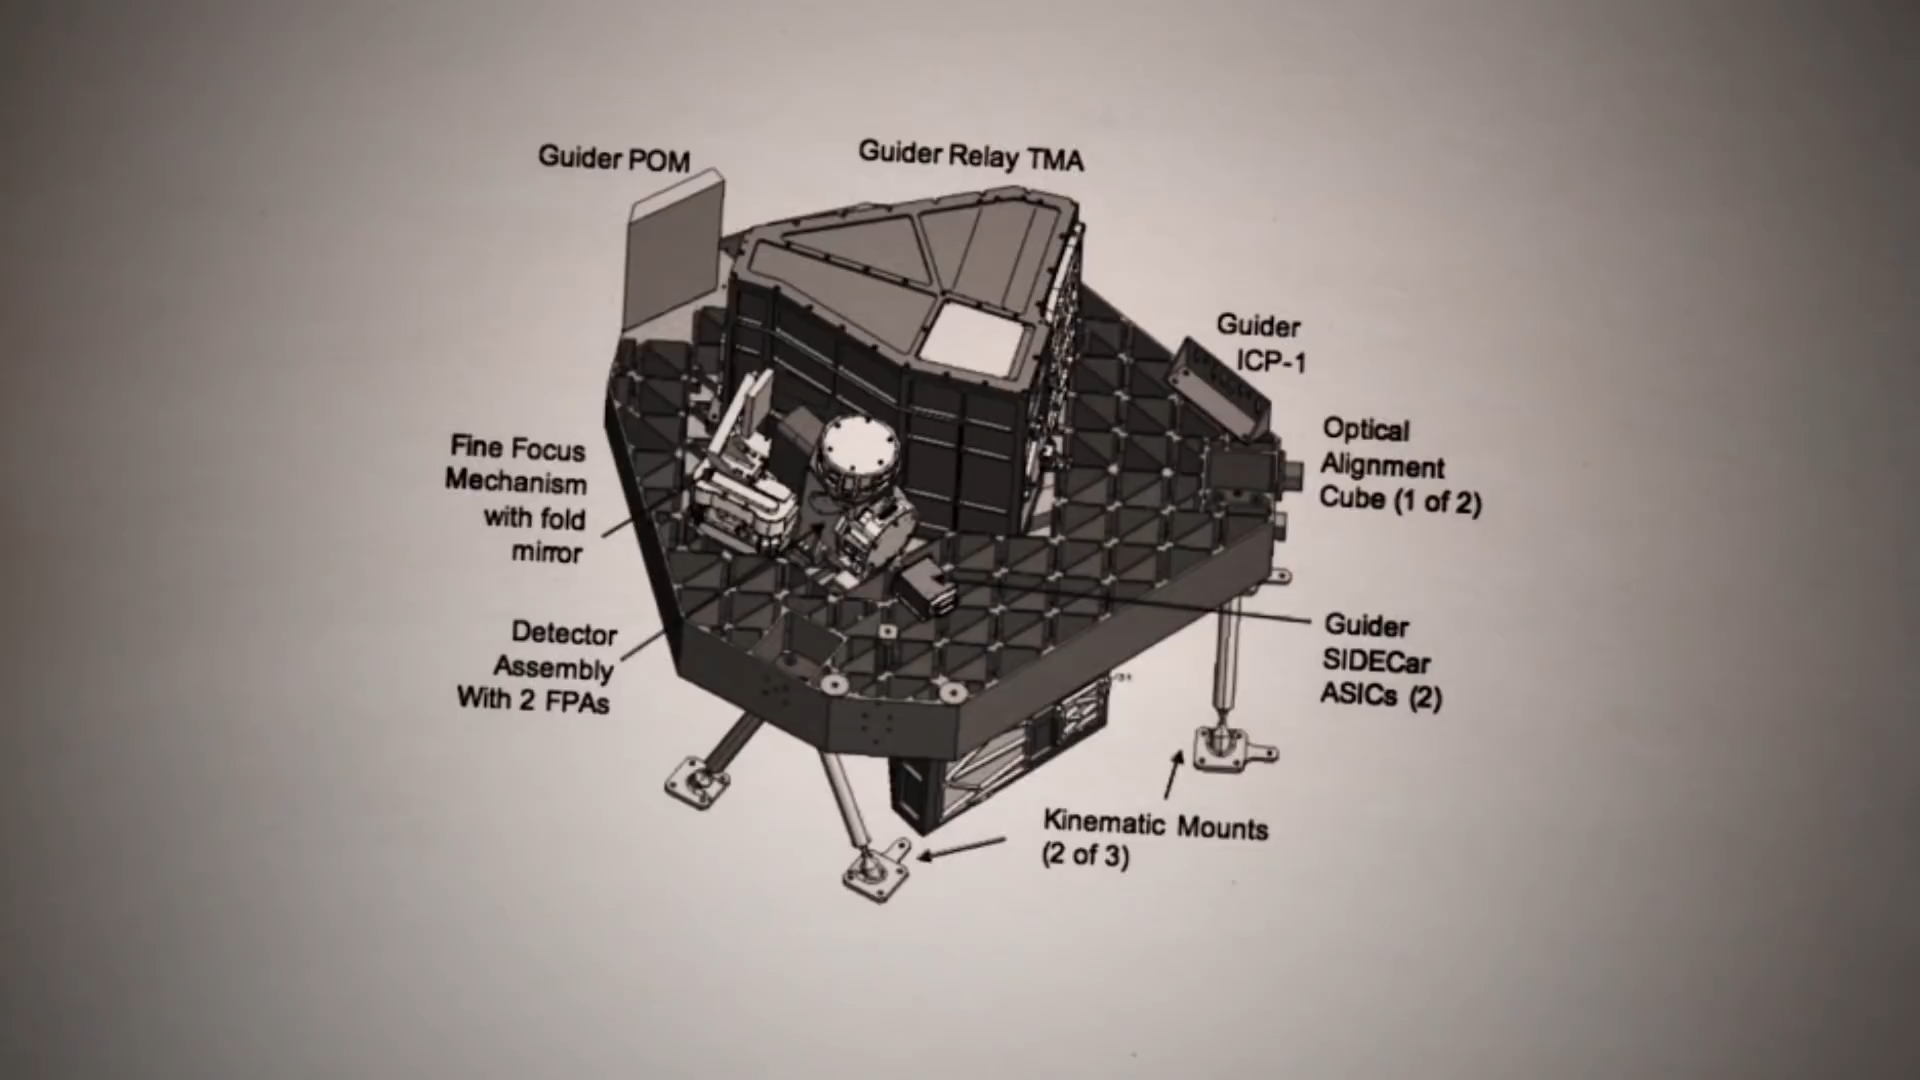 Guider POM
Guider Relay TMA
Guider
ICP-1
Optical
Alignment
Cube (1 of 2)
Fine Focus
Mechanism
with fold
mirror
Detector
Assembly
With 2 FPAs
Guider
SIDECar
ASICs (2)
Kinematic Mounts
(2 of 3)